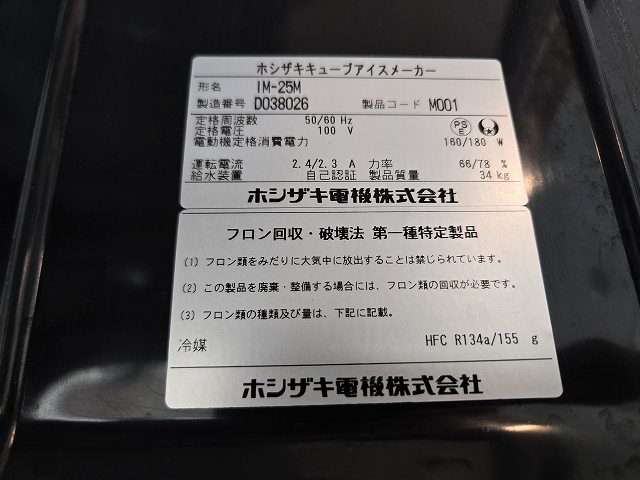 ホシザキキューブアイスメーカー
形名 IM-25M
製造番号 D038026 製品コード M001
定格周波数 50/60 Hz
定格電圧 100 V
電動機定格消費電力 160/180 W
PSE
運転電流 2.4/2.3 A 力率 66/78 %
給水装置 自己認証 製品質量 34 kg
ホシザキ電機株式会社
フロン回収・破壊法 第一種特定製品
(1) フロン類をみだりに大気中に放出することは禁じられています。
(2) この製品を廃棄・整備する場合には、フロン類の回収が必要です。
(3) フロン類の種類及び量は、下記に記載。
冷媒 HFC R134a/155 g
ホシザキ電機株式会社